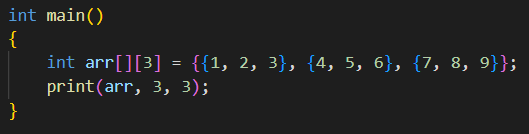 int main()
{
    int arr[][3] = {{1, 2, 3}, {4, 5, 6}, {7, 8, 9}};
    print(arr, 3, 3);
}